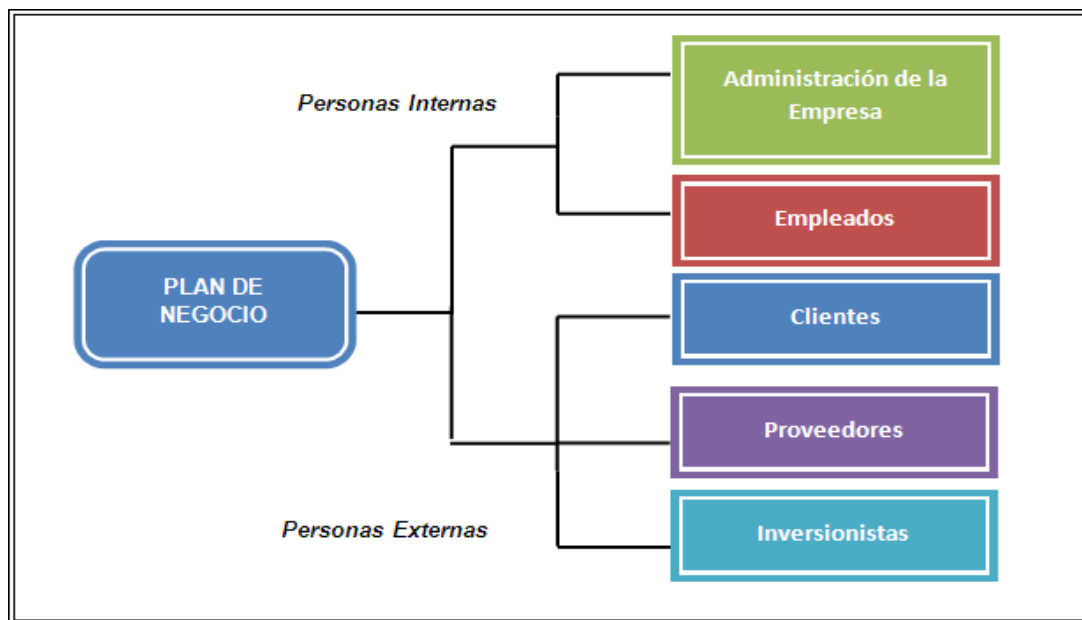 Personas Internas
Administración de la
Empresa
Empleados
PLAN DE
NEGOCIO
Clientes
Proveedores
Personas Externas
Inversionistas